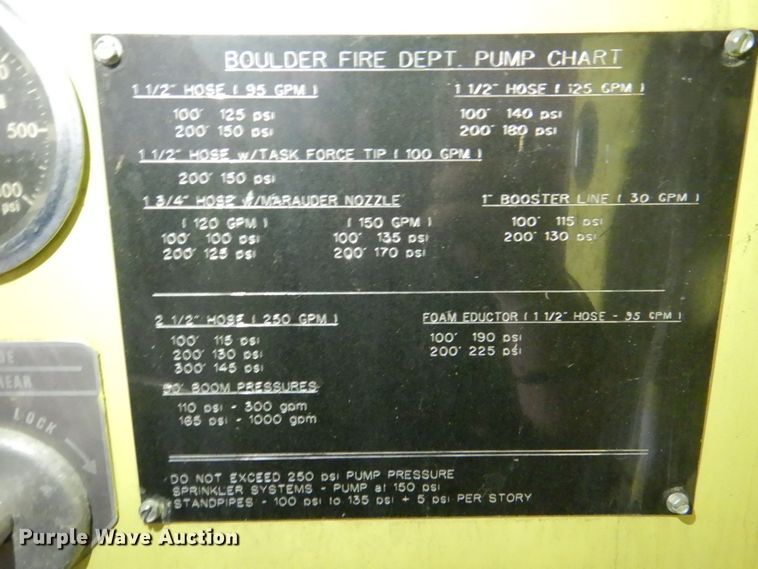 BOULDER FIRE DEPT. PUMP CHART
1 1/2" HOSE ( 95 GPM )
100' 125 psi
200' 150 psi
1 1/2" HOSE ( 125 GPM )
100' 140 psi
200' 180 psi
1 1/2" HOSE w/TASK FORCE TIP ( 100 GPM )
200' 150 psi
1 3/4" HOSE W/MARAUDER NOZZLE
( 120 GPM )
100' 100 psi
200' 125 psi
( 150 GPM )
100' 135 psi
200' 170 psi
1" BOOSTER LINE ( 30 GPM )
100' 115 psi
200' 130 psi
2 1/2" HOSE ( 250 GPM )
100' 115 psi
200' 130 psi
300' 145 psi
FOAM EDUCTOR ( 1 1/2" HOSE - 95 GPM )
100' 190 psi
200' 225 psi
BOOM PRESSURES
110 psi - 300 gpm
165 psi - 1000 gpm
DO NOT EXCEED 250 psi PUMP PRESSURE
SPRINKLER SYSTEMS - PUMP at 150 psi
STANDPIPES - 100 psi to 135 psi + 5 psi PER STORY
500
psi
LOCK
Purple Wave Auction